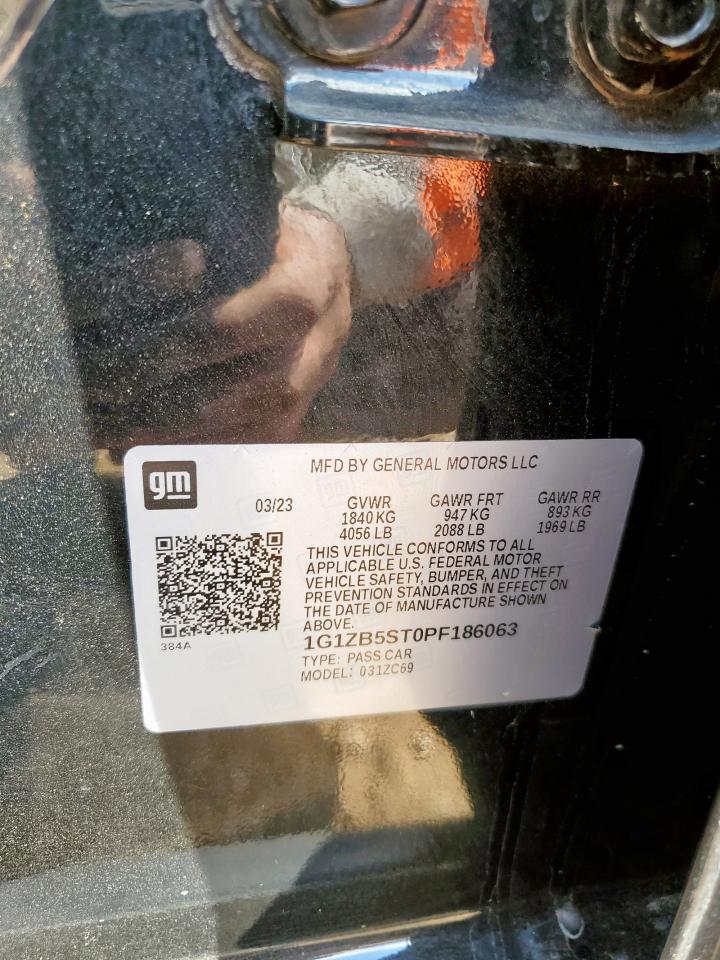 gm
MFD BY GENERAL MOTORS LLC
03/23 GVWR GAWR FRT GAWR RR
1840 KG 947 KG 893 KG
4056 LB 2088 LB 1969 LB
THIS VEHICLE CONFORMS TO ALL
APPLICABLE U.S. FEDERAL MOTOR
VEHICLE SAFETY, BUMPER, AND THEFT
PREVENTION STANDARDS IN EFFECT ON
THE DATE OF MANUFACTURE SHOWN
ABOVE.
384A
1G1ZB5ST0PF186063
TYPE: PASS CAR
MODEL: 031ZC69